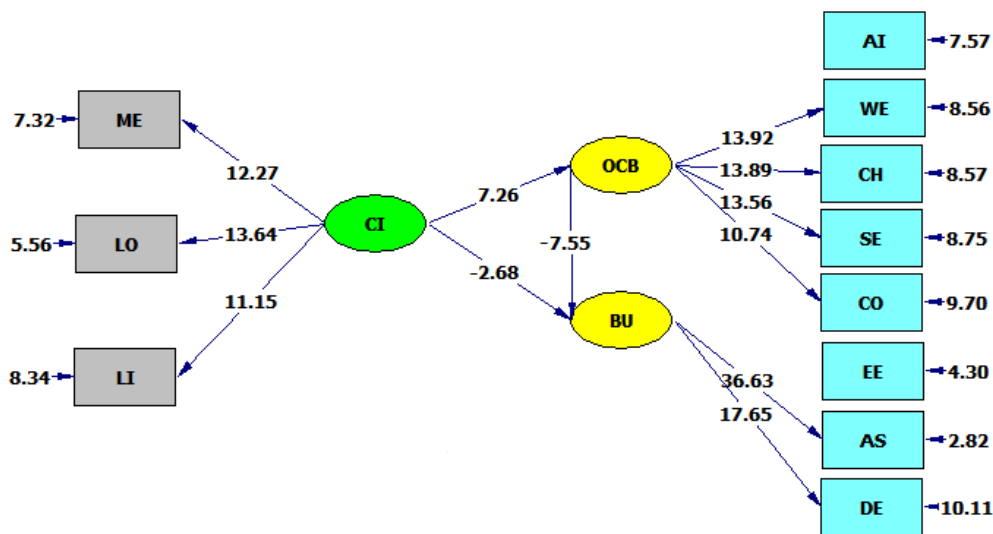 AI
7.57
WE
8.56
7.32
ME
13.92
OCB
13.89
CH
8.57
12.27
7.26
13.56
SE
8.75
CI
10.74
5.56
LO
13.64
-7.55
-2.68
CO
9.70
11.15
BU
EE
4.30
36.63
8.34
LI
17.65
AS
2.82
DE
10.11